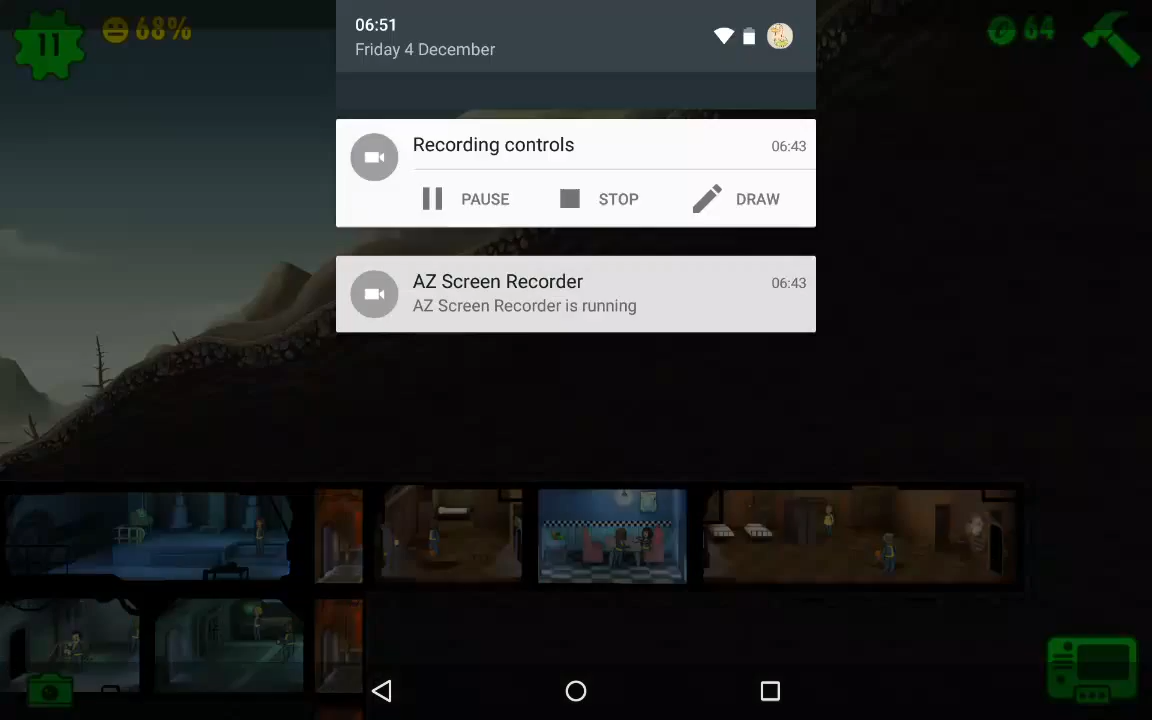 06:51
Friday 4 December
11
68%
64
Recording controls
06:43
PAUSE
STOP
DRAW
AZ Screen Recorder
06:43
AZ Screen Recorder is running